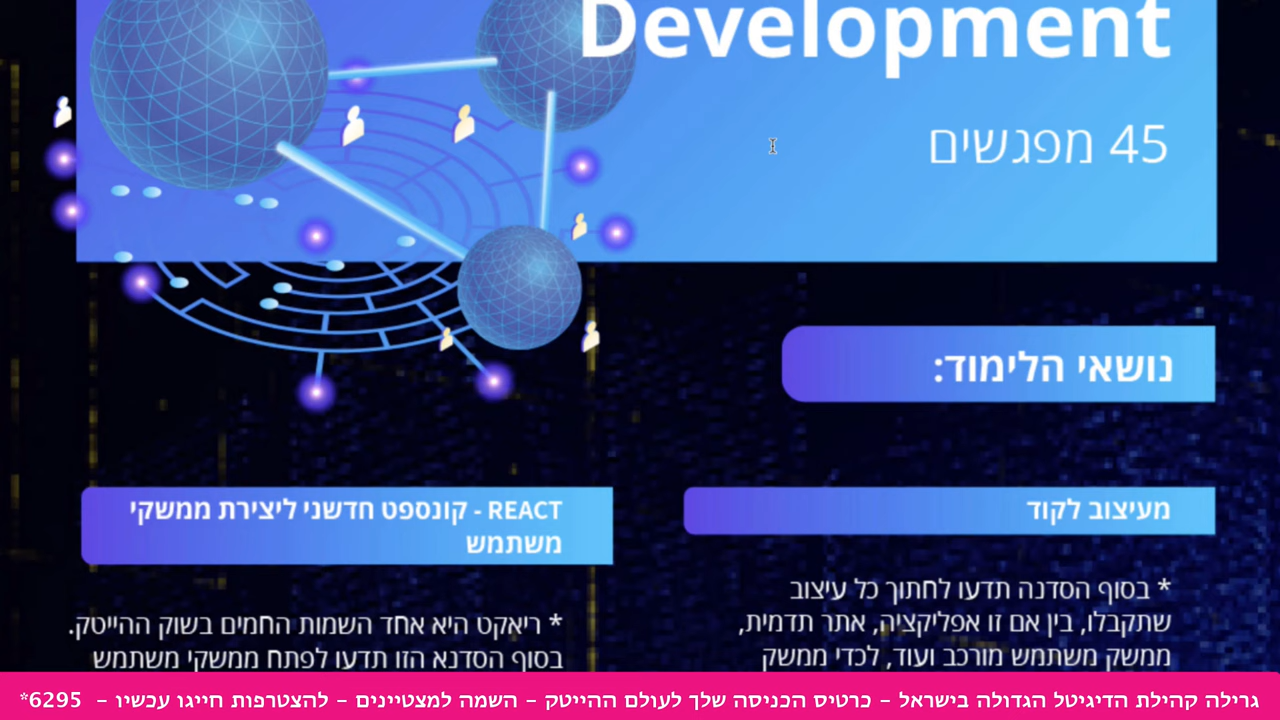 Development
45 מפגשים
נושאי הלימוד:
מעיצוב לקוד
* בסוף הסדנה תדעו לחתוך כל עיצוב
שתקבלו, בין אם זו אפליקציה, אתר תדמית,
ממשק משתמש מורכב ועוד, לכדי ממשק
REACT - קונספט חדשני ליצירת ממשקי
משתמש
* ריאקט היא אחד השמות החמים בשוק ההייטק.
בסוף הסדנא הזו תדעו לפתח ממשקי משתמש
גרילה קהילת הדיגיטל הגדולה בישראל - כרטיס הכניסה שלך לעולם ההייטק - השמה למצטיינים - להצטרפות חייגו עכשיו - 6295*